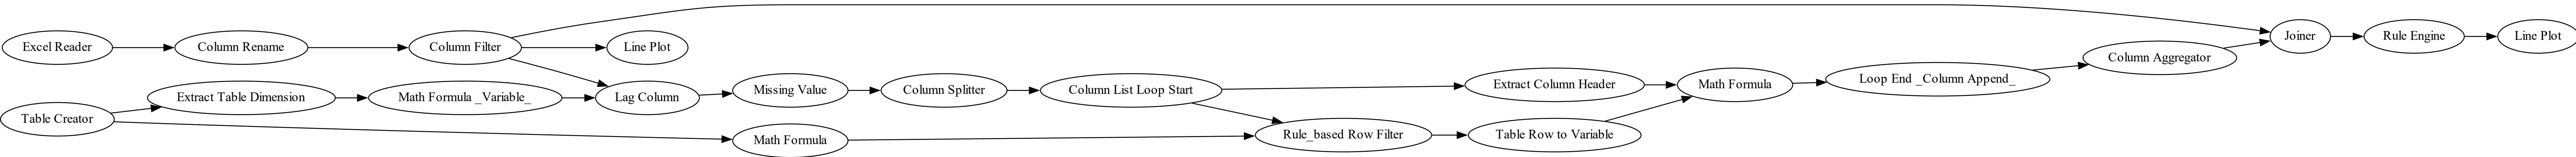 Excel Reader
Column Rename
Column Filter
Line Plot
Joiner
Rule Engine
Line Plot
Column Aggregator
Table Creator
Extract Table Dimension
Math Formula _Variable_
Lag Column
Missing Value
Column Splitter
Column List Loop Start
Extract Column Header
Math Formula
Loop End _Column Append_
Math Formula
Rule_based Row Filter
Table Row to Variable